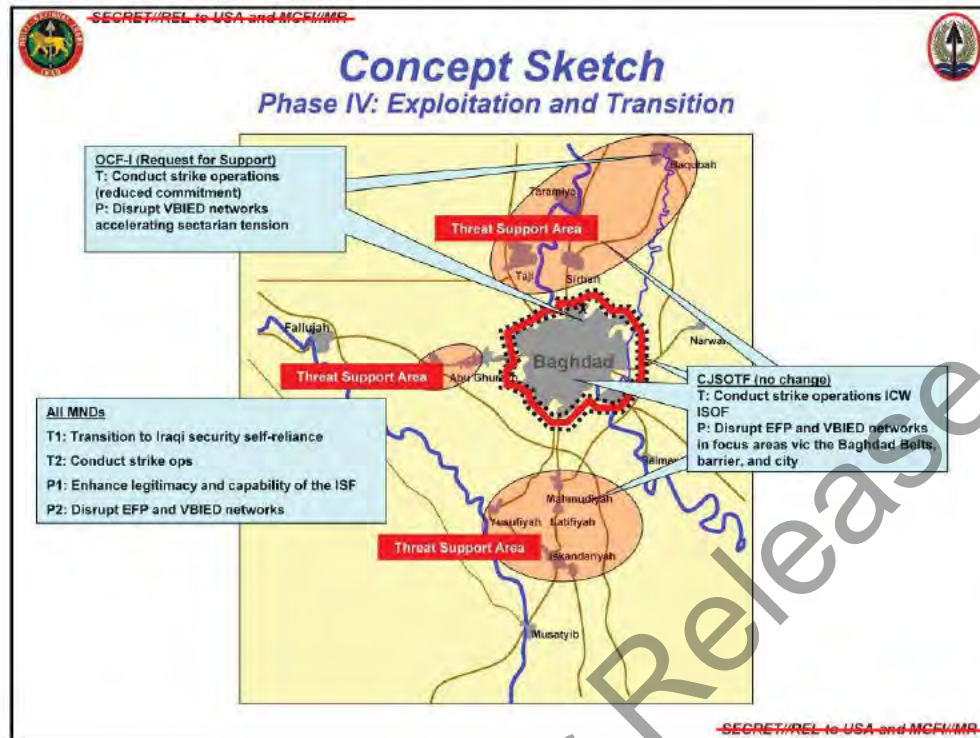 SECRET//REL to USA and MCFI//MR
Concept Sketch
Phase IV: Exploitation and Transition
OCF-I (Request for Support)
T: Conduct strike operations
(reduced commitment)
P: Disrupt VBIED networks
accelerating sectarian tension
Baqubah
Taramiya
Threat Support Area
Taji
Sirhan
Fallujah
Narwan
Baghdad
Threat Support Area
Abu
CJSOTF (no change)
T: Conduct strike operations ICW
ISOF
P: Disrupt EFP and VBIED networks
in focus areas vic the Baghdad Belts,
barrier, and city
All MNDs
T1: Transition to Iraqi security self-reliance
T2: Conduct strike ops
P1: Enhance legitimacy and capability of the ISF
P2: Disrupt EFP and VBIED networks
Salman
Mahmudiyah
Yusufiyah
Latifiyah
Threat Support Area
Iskandariyah
Musatyib
Release
SECRET//REL to USA and MCFI//MR